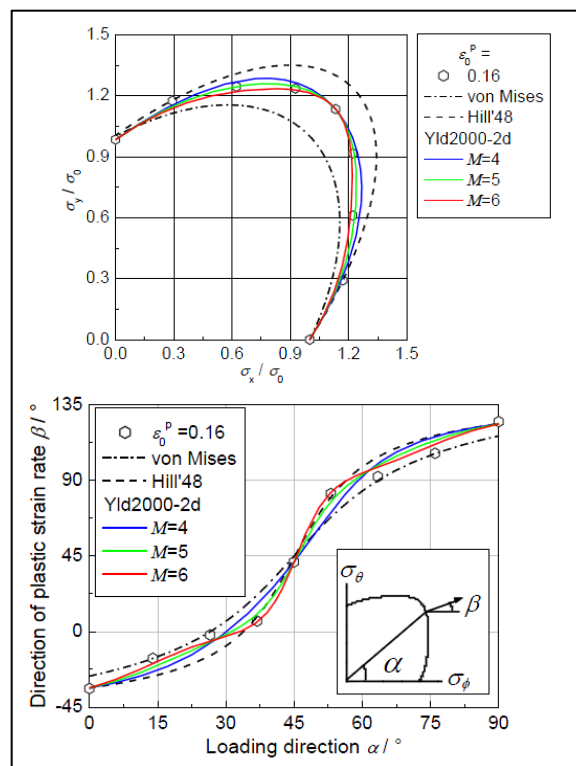 1.5
1.2
0.9
0.6
0.3
0.0
σy / σ0
0.0 0.3 0.6 0.9 1.2 1.5
σx / σ0
ε0^P =
0.16
von Mises
Hill'48
Yld2000-2d
M=4
M=5
M=6
135
90
45
0
-45
Direction of plastic strain rate β / °
ε0^P =0.16
von Mises
Hill'48
Yld2000-2d
M=4
M=5
M=6
σθ
β
α
σϕ
0 15 30 45 60 75 90
Loading direction α / °